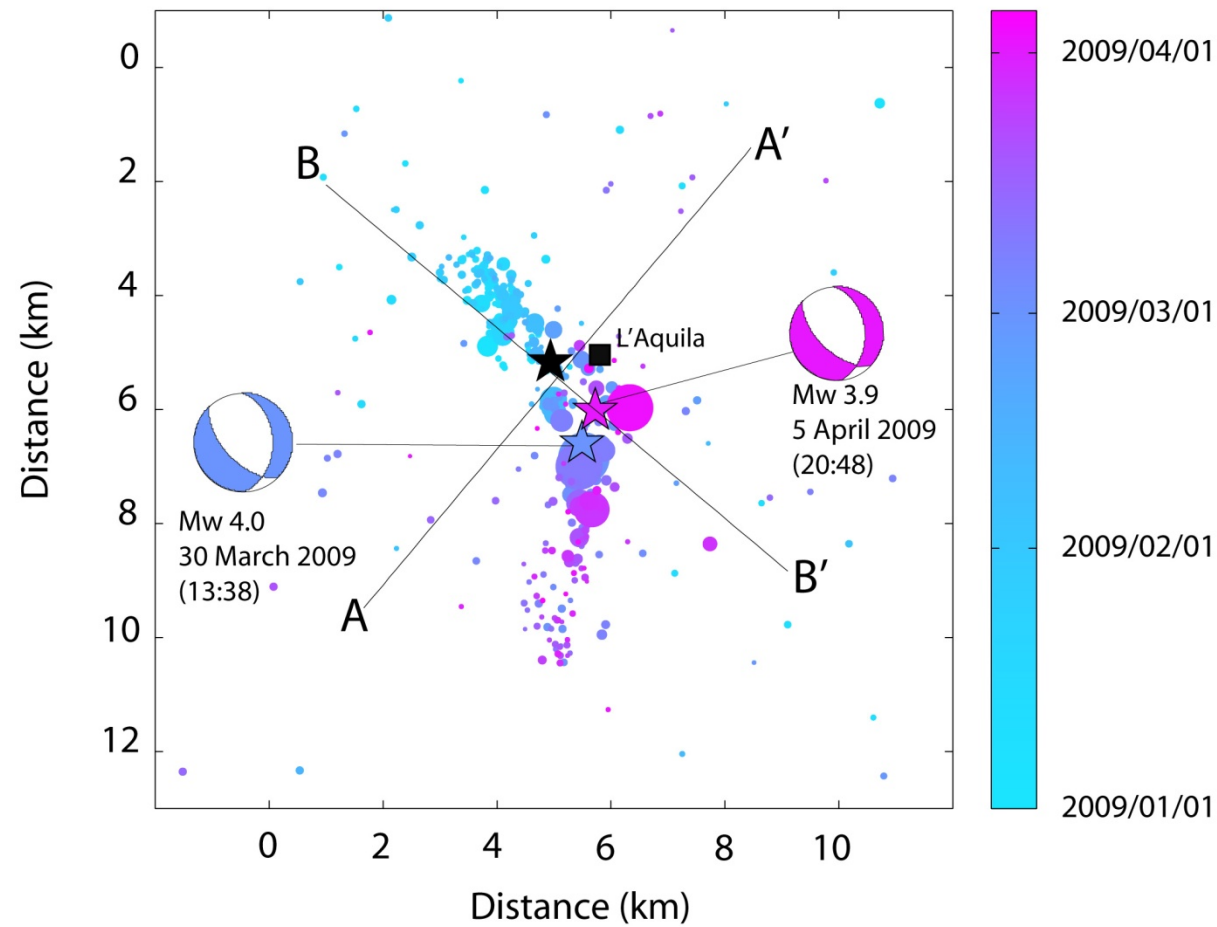 0
2
4
6
8
10
12
Distance (km)
0
2
4
6
8
10
Distance (km)
B
A′
A
B′
L’Aquila
Mw 3.9
5 April 2009
(20:48)
Mw 4.0
30 March 2009
(13:38)
2009/04/01
2009/03/01
2009/02/01
2009/01/01